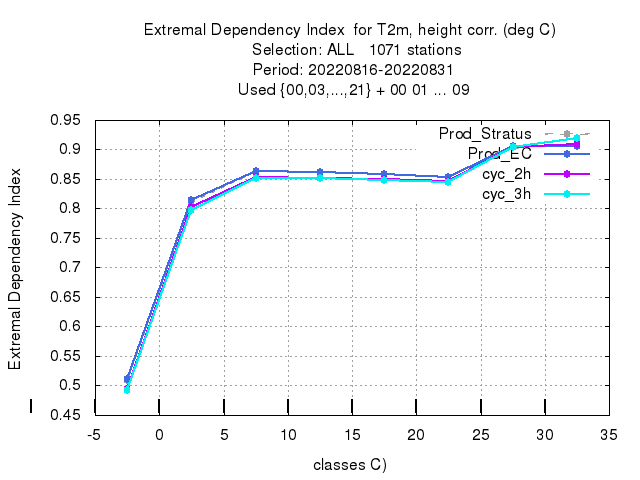 Extremal Dependency Index for T2m, height corr. (deg C)
Selection: ALL 1071 stations
Period: 20220816-20220831
Used {00,03,...,21} + 00 01 ... 09
Extremal Dependency Index
0.95
0.9
0.85
0.8
0.75
0.7
0.65
0.6
0.55
0.5
0.45
Prod_Stratus
Prod_EC
cyc_2h
cyc_3h
-5 0 5 10 15 20 25 30 35
classes C)